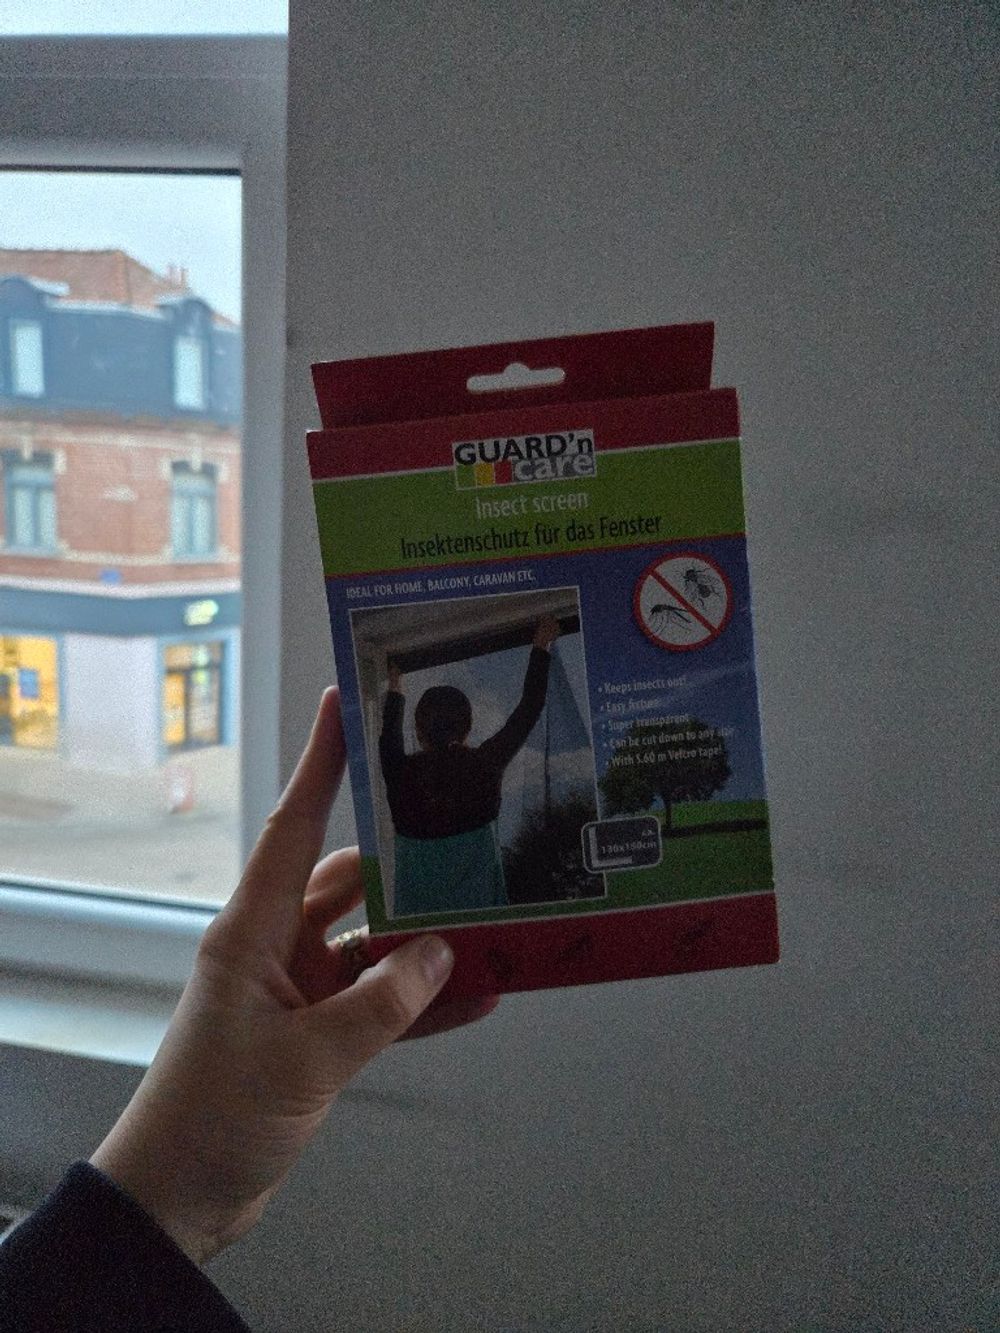 GUARD'n
care
Insect screen
Insektenschutz für das Fenster
IDEAL FOR HOME, BALCONY, CARAVAN ETC.
• Keeps insects out!
• Easy fixture
• Super transparent
• Can be cut down to any size
• With 5.60 m Velcro tape!
c.a.
130x150cm